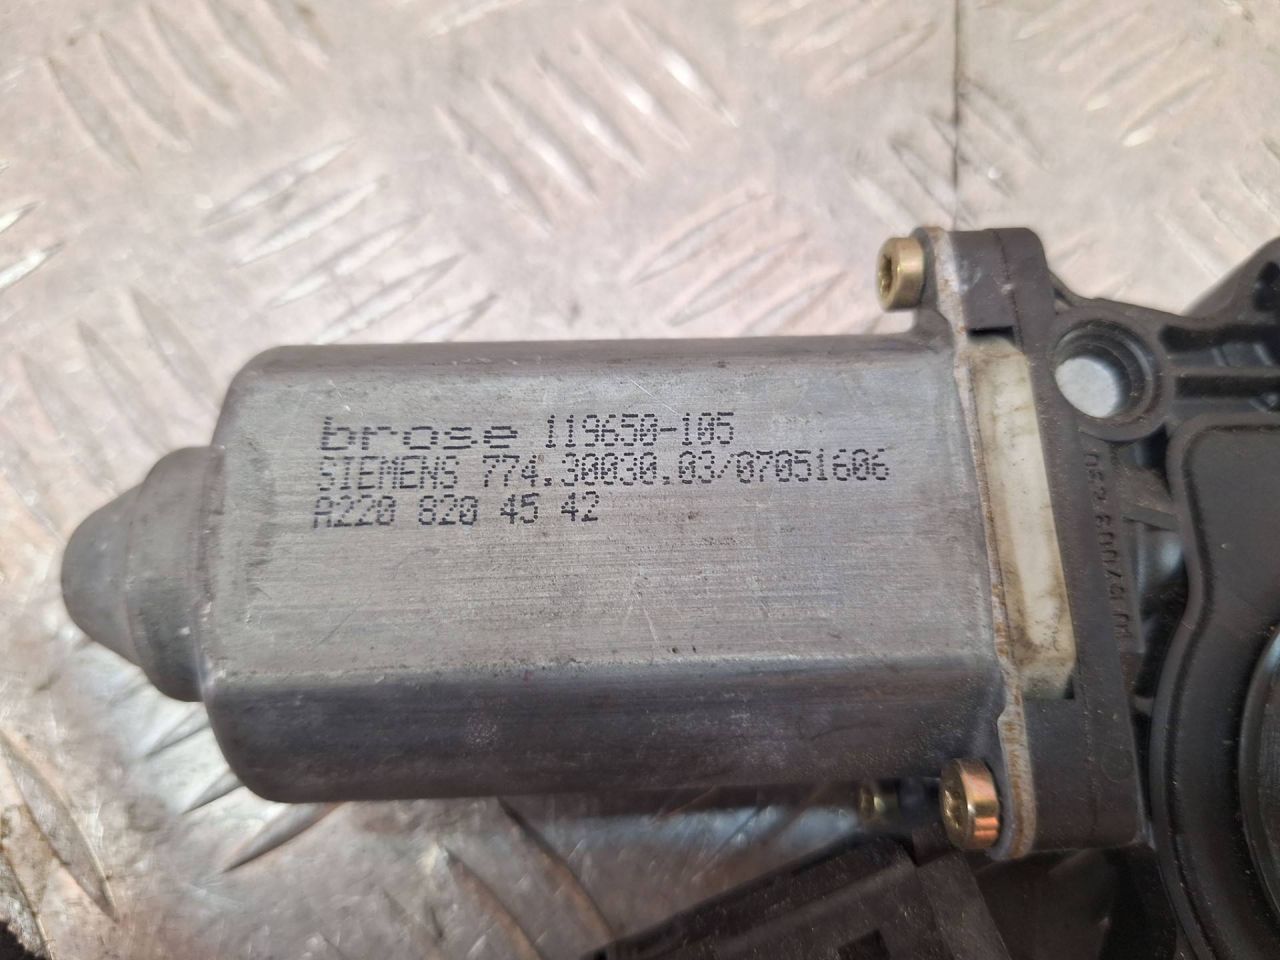 brose 119650-105
SIEMENS 774.30030.03/07051606
A220 820 45 42